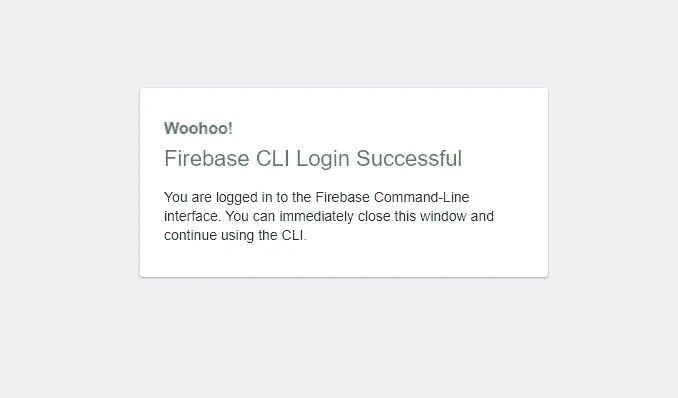 Woohoo!
Firebase CLI Login Successful
You are logged in to the Firebase Command-Line
interface. You can immediately close this window and
continue using the CLI.